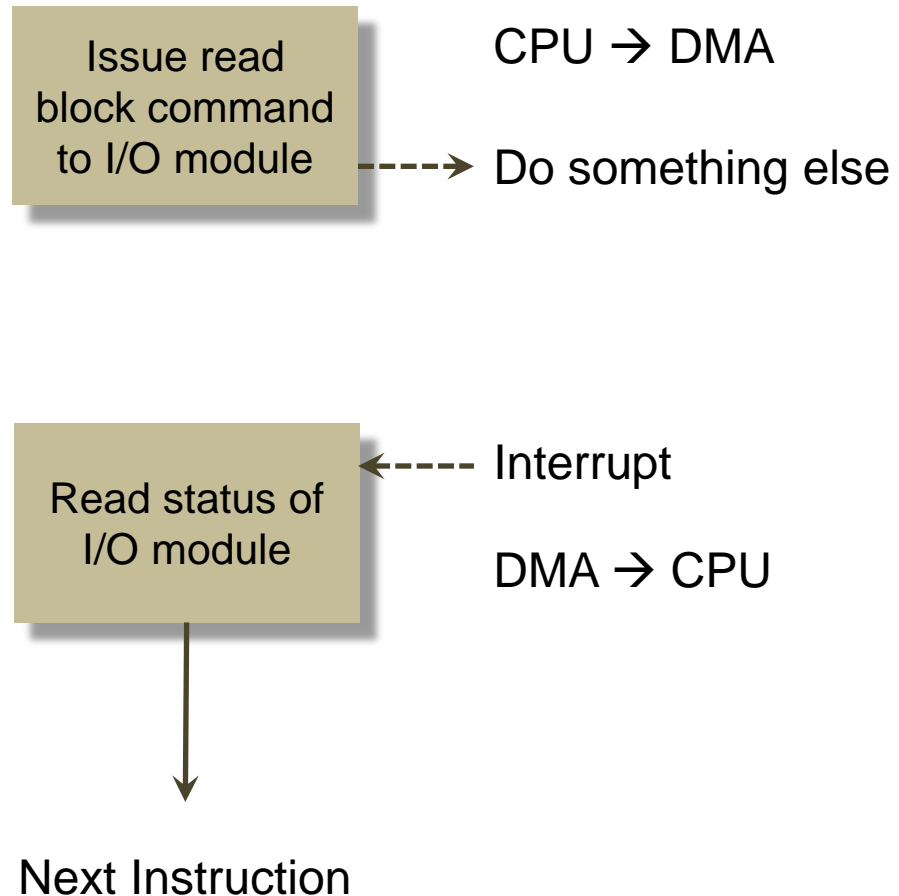 Issue read
block command
to I/O module
CPU → DMA
Do something else
Read status of
I/O module
Interrupt
DMA → CPU
Next Instruction